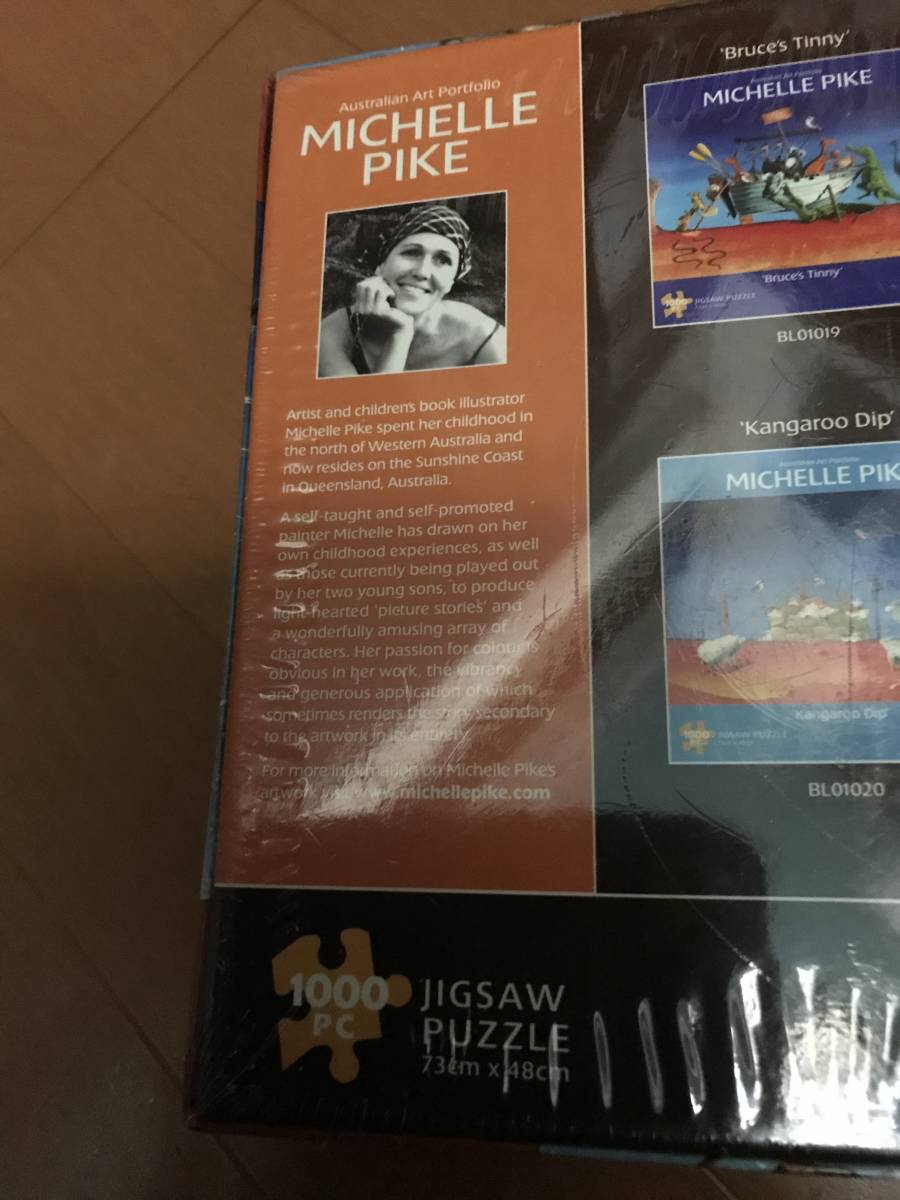 Australian Art Portfolio
MICHELLE
PIKE
Artist and children's book illustrator
Michelle Pike spent her childhood in
the north of Western Australia and
now resides on the Sunshine Coast
in Queensland, Australia.
A self-taught and self-promoted
painter Michelle has drawn on her
own childhood experiences, as well
as those currently being played out
by her two young sons, to produce
light-hearted 'picture stories' and
a wonderfully amusing array of
characters. Her passion for colour is
obvious in her work, the vibrancy
and generous application of which
sometimes renders the story secondary
to the artwork in its entirety.
For more information on Michelle Pike's
artwork visit www.michellepike.com
1000
PC
JIGSAW
PUZZLE
73cm x 48cm
'Bruce's Tinny'
Australian Art Portfolio
MICHELLE PIKE
'Bruce's Tinny'
1000
JIGSAW PUZZLE
BL01019
'Kangaroo Dip'
Australian Art Portfolio
MICHELLE PIK
'Kangaroo Dip'
1000
JIGSAW PUZZLE
BL01020